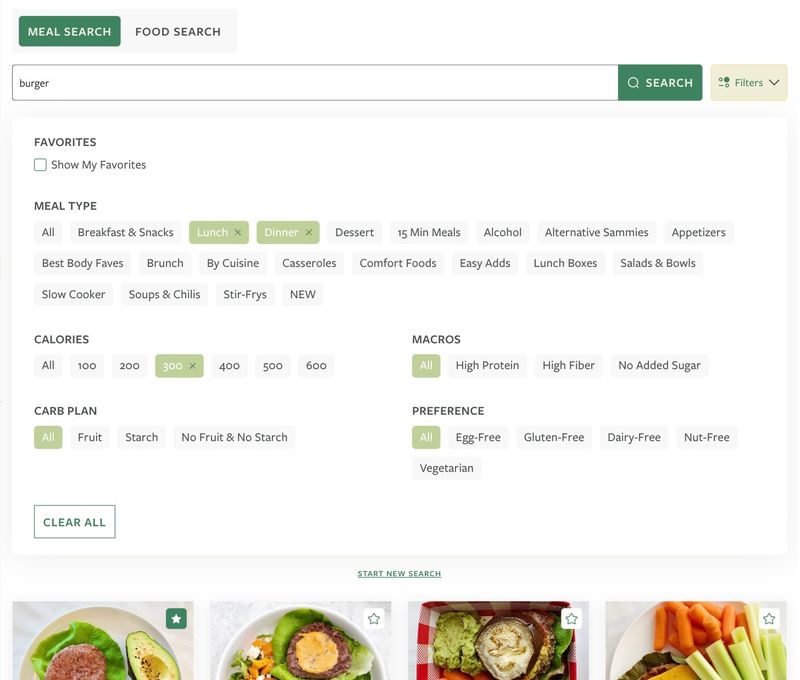 MEAL SEARCH FOOD SEARCH
burger SEARCH Filters
FAVORITES
Show My Favorites
MEAL TYPE
All Breakfast & Snacks Lunch × Dinner × Dessert 15 Min Meals Alcohol Alternative Sammies Appetizers
Best Body Faves Brunch By Cuisine Casseroles Comfort Foods Easy Adds Lunch Boxes Salads & Bowls
Slow Cooker Soups & Chilis Stir-Frys NEW
CALORIES MACROS
All 100 200 300 × 400 500 600 All High Protein High Fiber No Added Sugar
CARB PLAN PREFERENCE
All Fruit Starch No Fruit & No Starch All Egg-Free Gluten-Free Dairy-Free Nut-Free
Vegetarian
CLEAR ALL
START NEW SEARCH